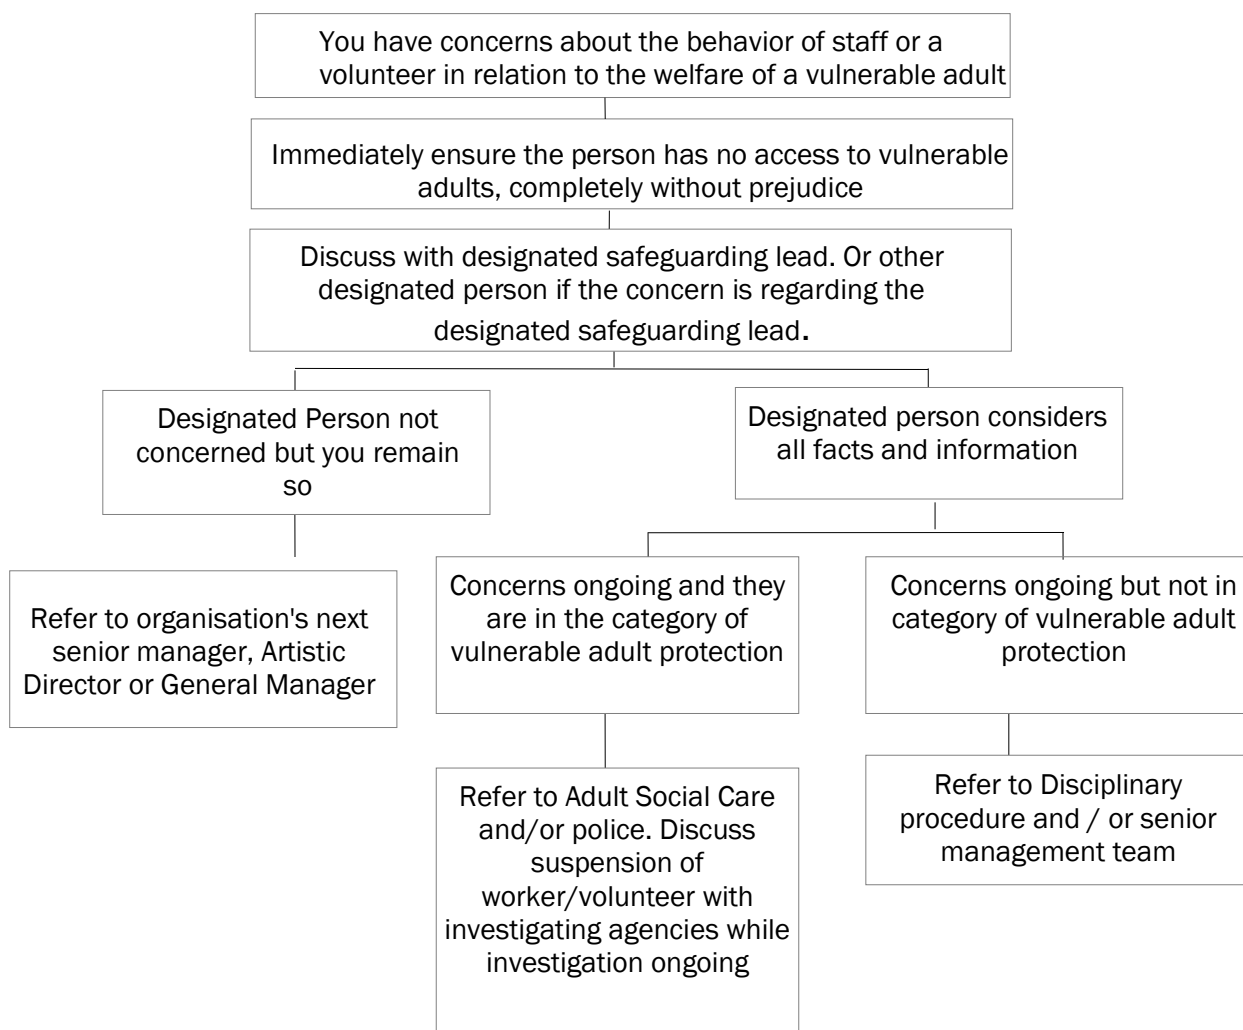 You have concerns about the behavior of staff or a
volunteer in relation to the welfare of a vulnerable adult
Immediately ensure the person has no access to vulnerable
adults, completely without prejudice
Discuss with designated safeguarding lead. Or other
designated person if the concern is regarding the
designated safeguarding lead.
Designated Person not
concerned but you remain
so
Designated person considers
all facts and information
Refer to organisation's next
senior manager, Artistic
Director or General Manager
Concerns ongoing and they
are in the category of
vulnerable adult protection
Concerns ongoing but not in
category of vulnerable adult
protection
Refer to Adult Social Care
and/or police. Discuss
suspension of
worker/volunteer with
investigating agencies while
investigation ongoing
Refer to Disciplinary
procedure and / or senior
management team